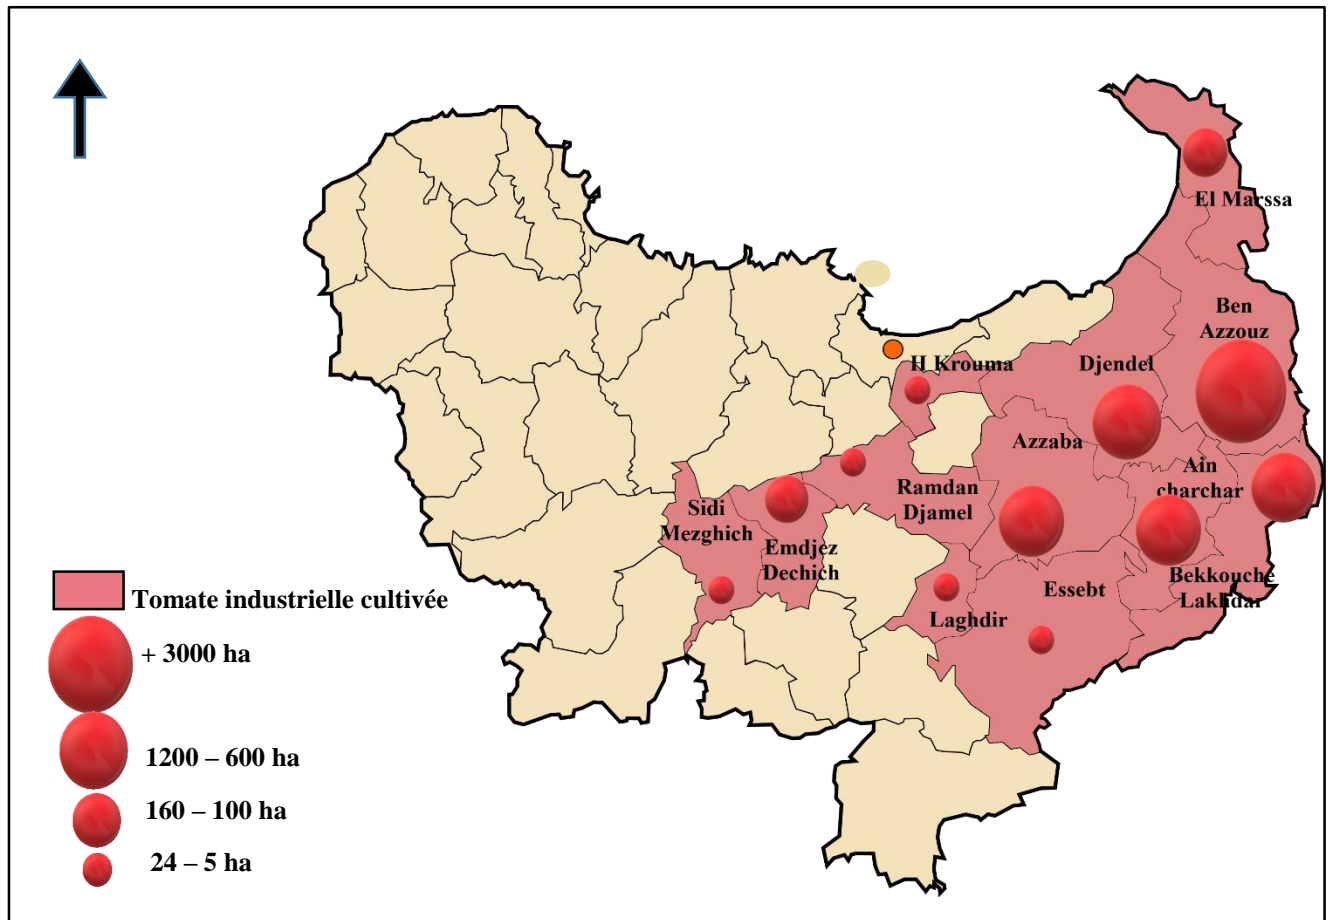 El Marssa
Ben
Azzouz
H Krouma
Djendel
Azzaba
Ain
charchar
Ramdan
Djamel
Sidi
Mezghich
Emdjez
Dechich
Bekkouche
Lakhdar
Essebt
Laghdir
Tomate industrielle cultivée
+ 3000 ha
1200 – 600 ha
160 – 100 ha
24 – 5 ha